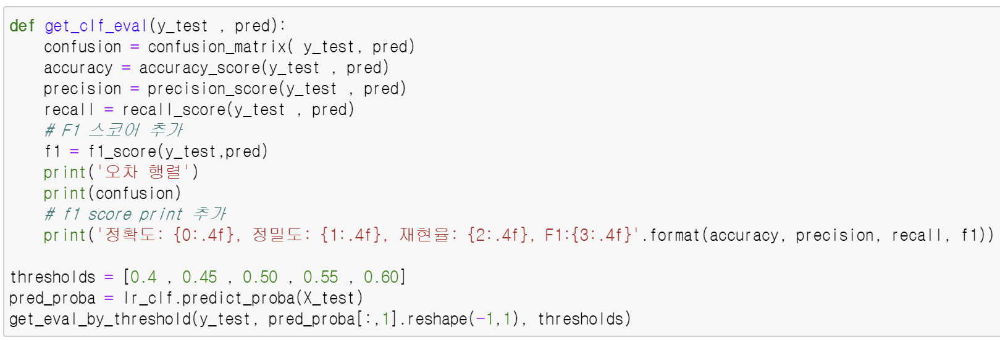 def get_clf_eval(y_test , pred):
    confusion = confusion_matrix( y_test, pred)
    accuracy = accuracy_score(y_test , pred)
    precision = precision_score(y_test , pred)
    recall = recall_score(y_test , pred)
    # F1 스코어 추가
    f1 = f1_score(y_test,pred)
    print('오차 행렬')
    print(confusion)
    # f1 score print 추가
    print('정확도: {0:.4f}, 정밀도: {1:.4f}, 재현율: {2:.4f}, F1:{3:.4f}'.format(accuracy, precision, recall, f1))

thresholds = [0.4 , 0.45 , 0.50 , 0.55 , 0.60]
pred_proba = lr_clf.predict_proba(X_test)
get_eval_by_threshold(y_test, pred_proba[:,1].reshape(-1,1), thresholds)